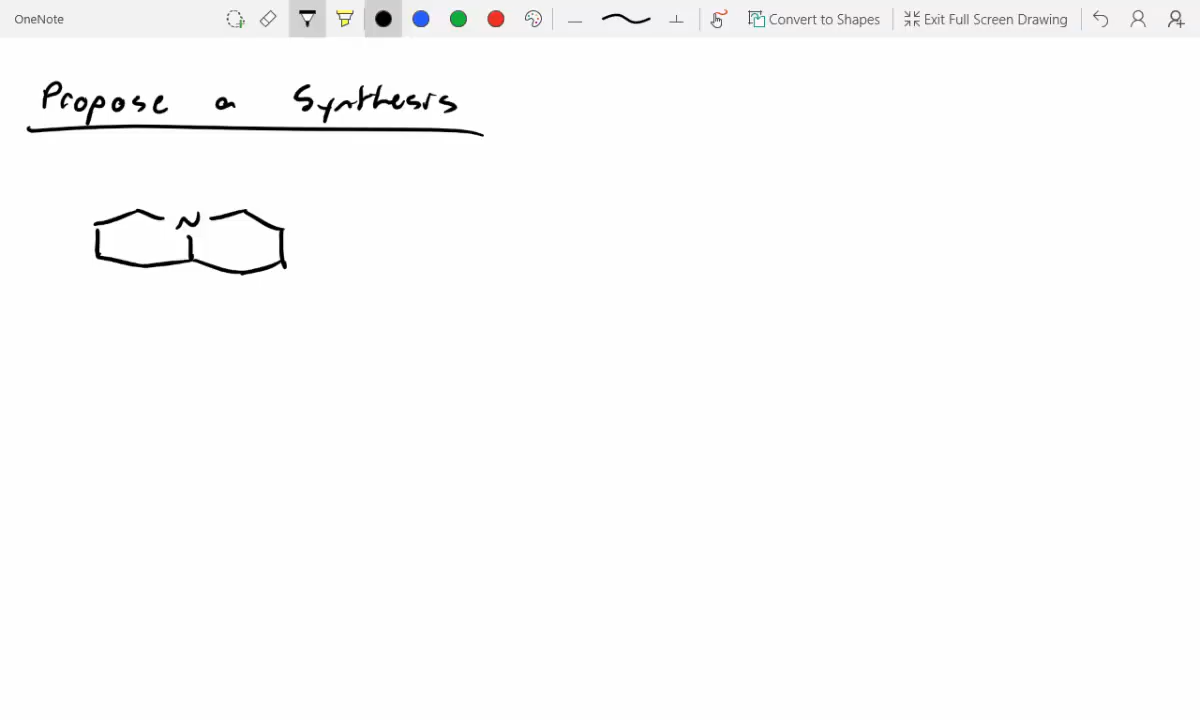 OneNote
Convert to Shapes
Exit Full Screen Drawing
Propose a Synthesis
N